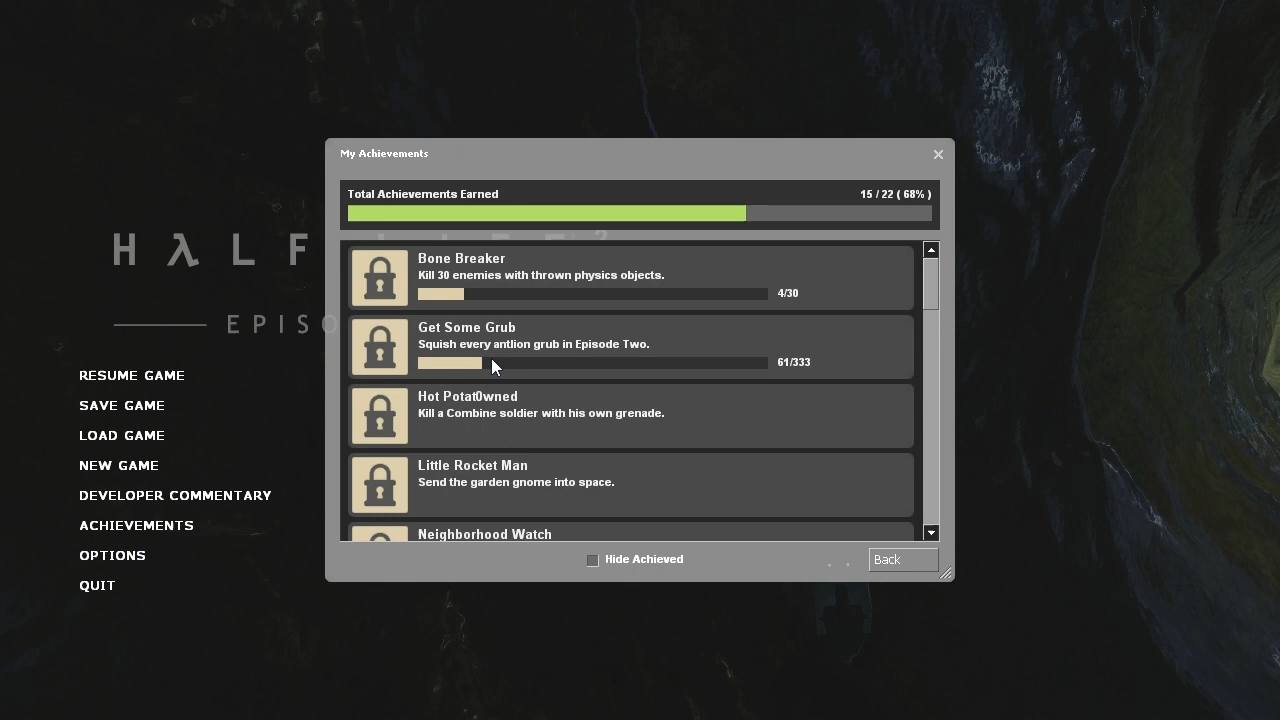 My Achievements
Total Achievements Earned
15 / 22 ( 68% )
HλLF
EPISO
Bone Breaker
Kill 30 enemies with thrown physics objects.
4/30
Get Some Grub
Squish every antlion grub in Episode Two.
61/333
Hot Potat0wned
Kill a Combine soldier with his own grenade.
Little Rocket Man
Send the garden gnome into space.
Neighborhood Watch
Hide Achieved
Back
RESUME GAME
SAVE GAME
LOAD GAME
NEW GAME
DEVELOPER COMMENTARY
ACHIEVEMENTS
OPTIONS
QUIT